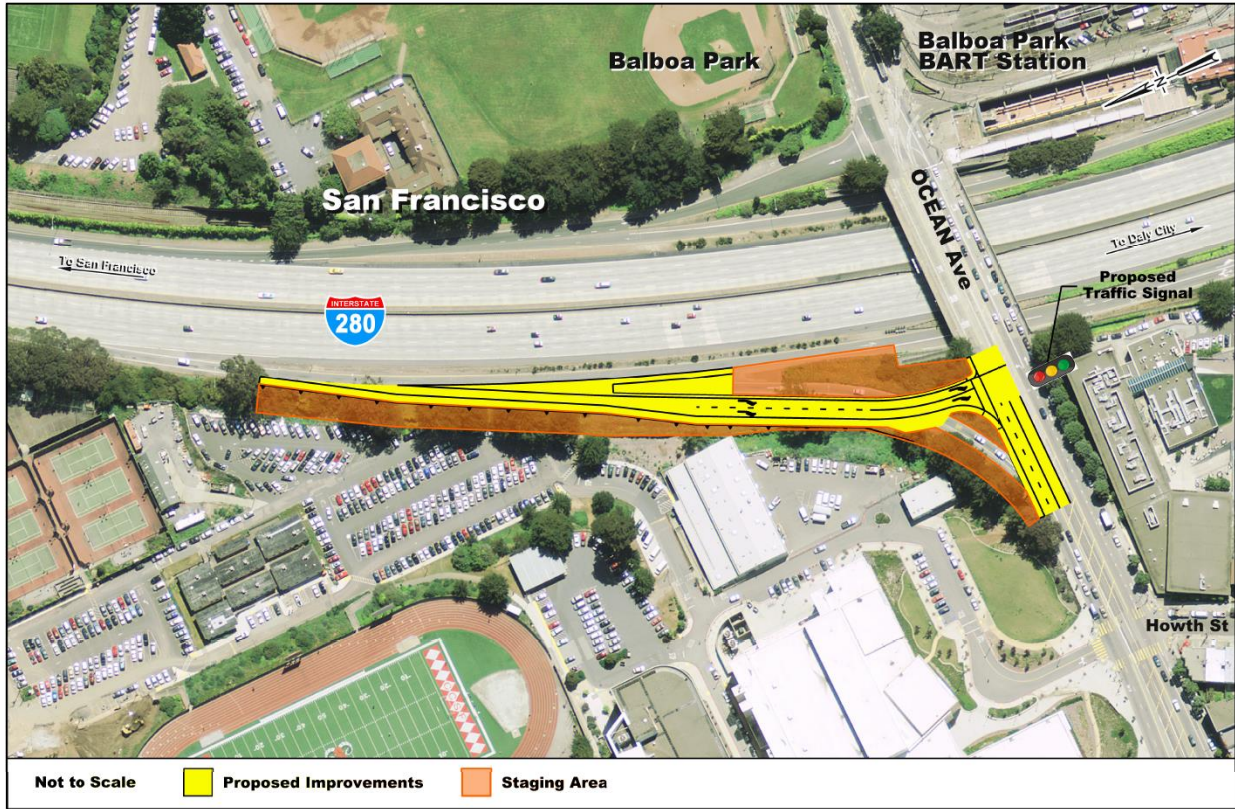 Balboa Park
Balboa Park
BART Station
N
San Francisco
OCEAN Ave
To San Francisco
To Daly City
INTERSTATE
280
Proposed
Traffic Signal
Howth St
Not to Scale
Proposed Improvements
Staging Area